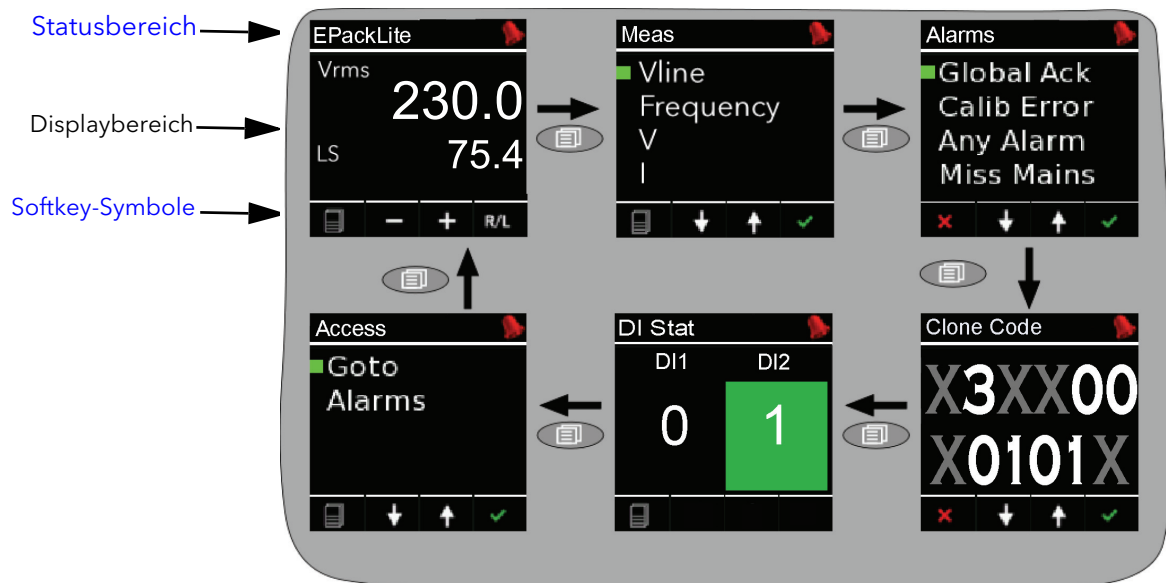 Statusbereich
Displaybereich
Softkey-Symbole
EPackLite
Vrms
230.0
LS
75.4
R/L
Meas
Vline
Frequency
V
I
Alarms
Global Ack
Calib Error
Any Alarm
Miss Mains
Access
Goto
Alarms
DI Stat
DI1 DI2
0 1
Clone Code
X3XX00
X0101X